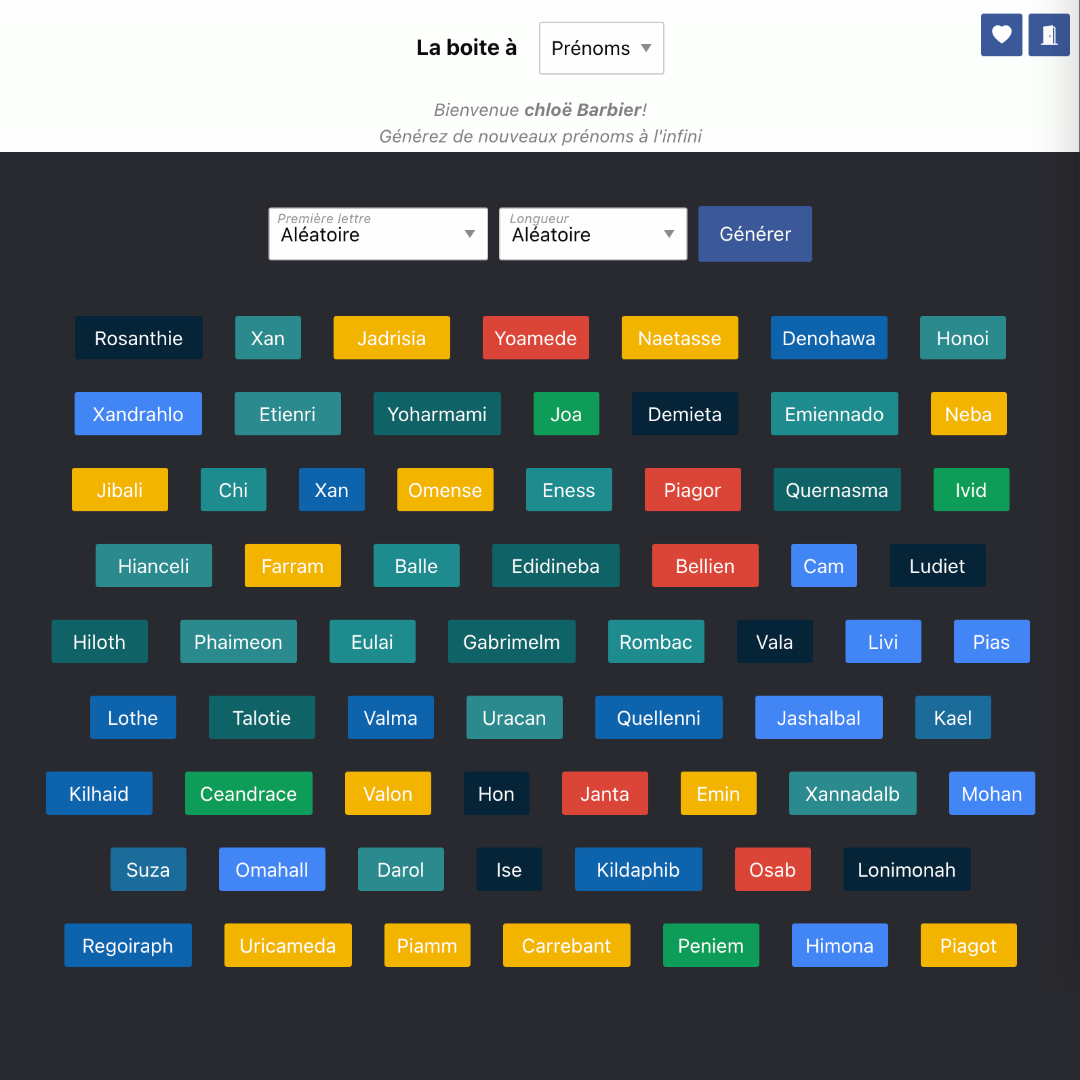 La boite à Prénoms
Bienvenue chloë Barbier!
Générez de nouveaux prénoms à l'infini
Première lettre
Aléatoire
Longueur
Aléatoire
Générer
Rosanthie Xan Jadrisia Yoamede Naetasse Denohawa Honoi
Xandrahlo Etienri Yoharmami Joa Demieta Emiennado Neba
Jibali Chi Xan Omense Eness Piagor Quernasma Ivid
Hianceli Farram Balle Edidineba Bellien Cam Ludiet
Hiloth Phaimeon Eulai Gabrimelm Rombac Vala Livi Pias
Lothe Talotie Valma Uracan Quellenni Jashalbal Kael
Kilhaid Ceandrace Valon Hon Janta Emin Xannadalb Mohan
Suza Omahall Darol Ise Kildaphib Osab Lonimonah
Regoiraph Uricameda Piamm Carrebant Peniem Himona Piagot